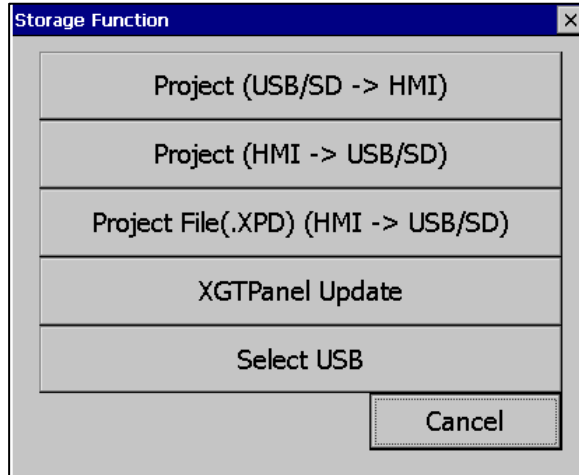 Storage Function
Project (USB/SD -> HMI)
Project (HMI -> USB/SD)
Project File(.XPD) (HMI -> USB/SD)
XGTPanel Update
Select USB
Cancel